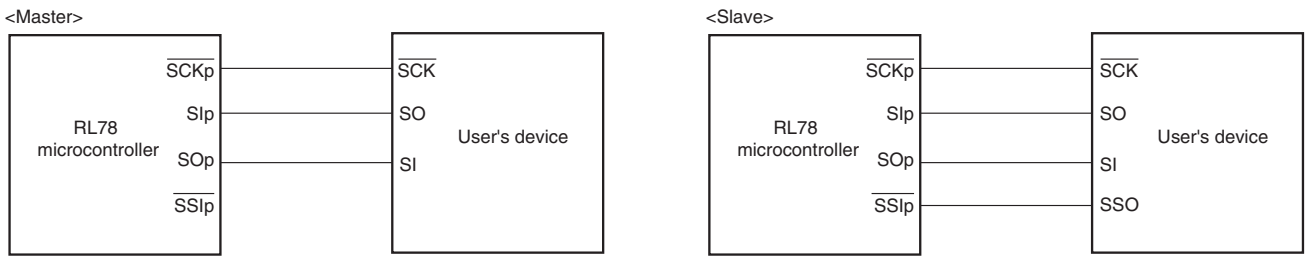 <Master>
SCKp
SIp
SOp
SSIp
RL78
microcontroller
SCK
SO
SI
User's device
<Slave>
SCKp
SIp
SOp
SSIp
RL78
microcontroller
SCK
SO
SI
SSO
User's device